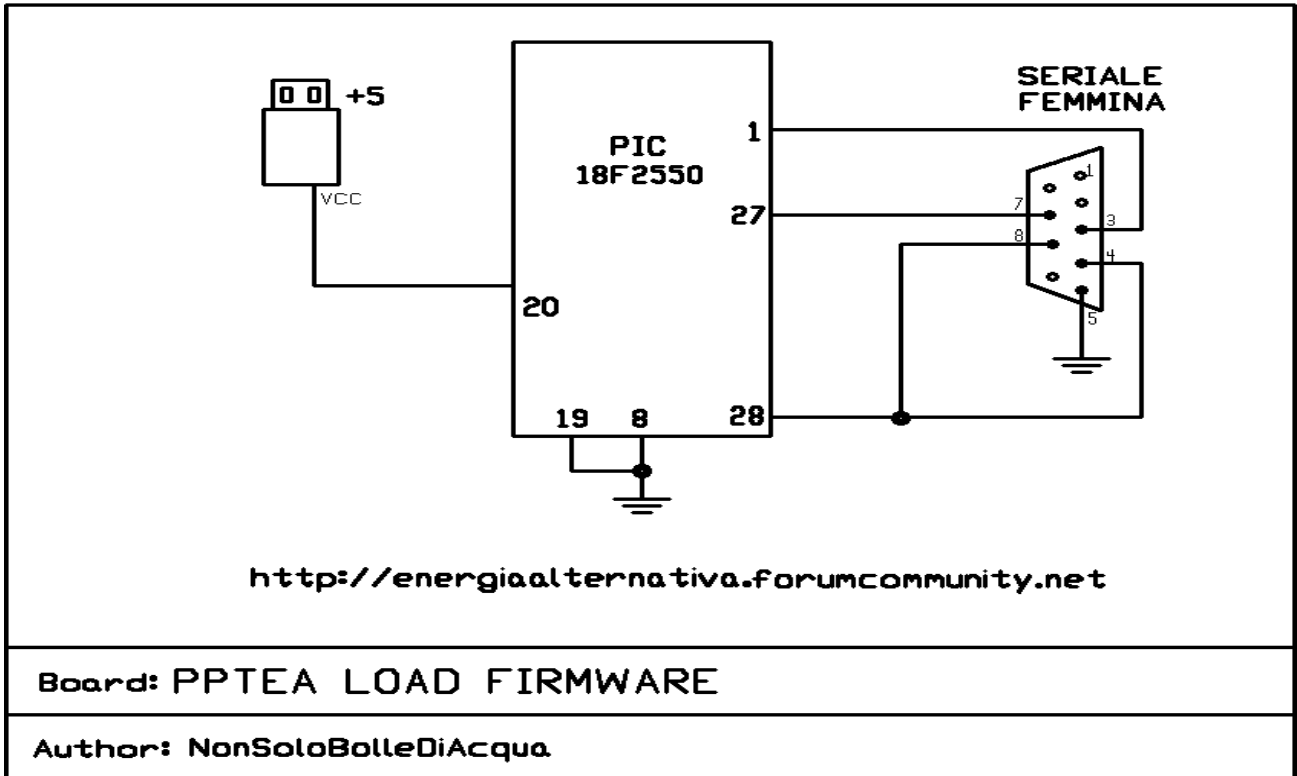 +5
VCC
PIC
18F2550
1
27
20
19
8
28
SERIALE
FEMMINA
1
7
3
8
4
5
http://energiaalternativa.forumcommunity.net
Board: PPTEA LOAD FIRMWARE
Author: NonSoloBolleDiAcqua